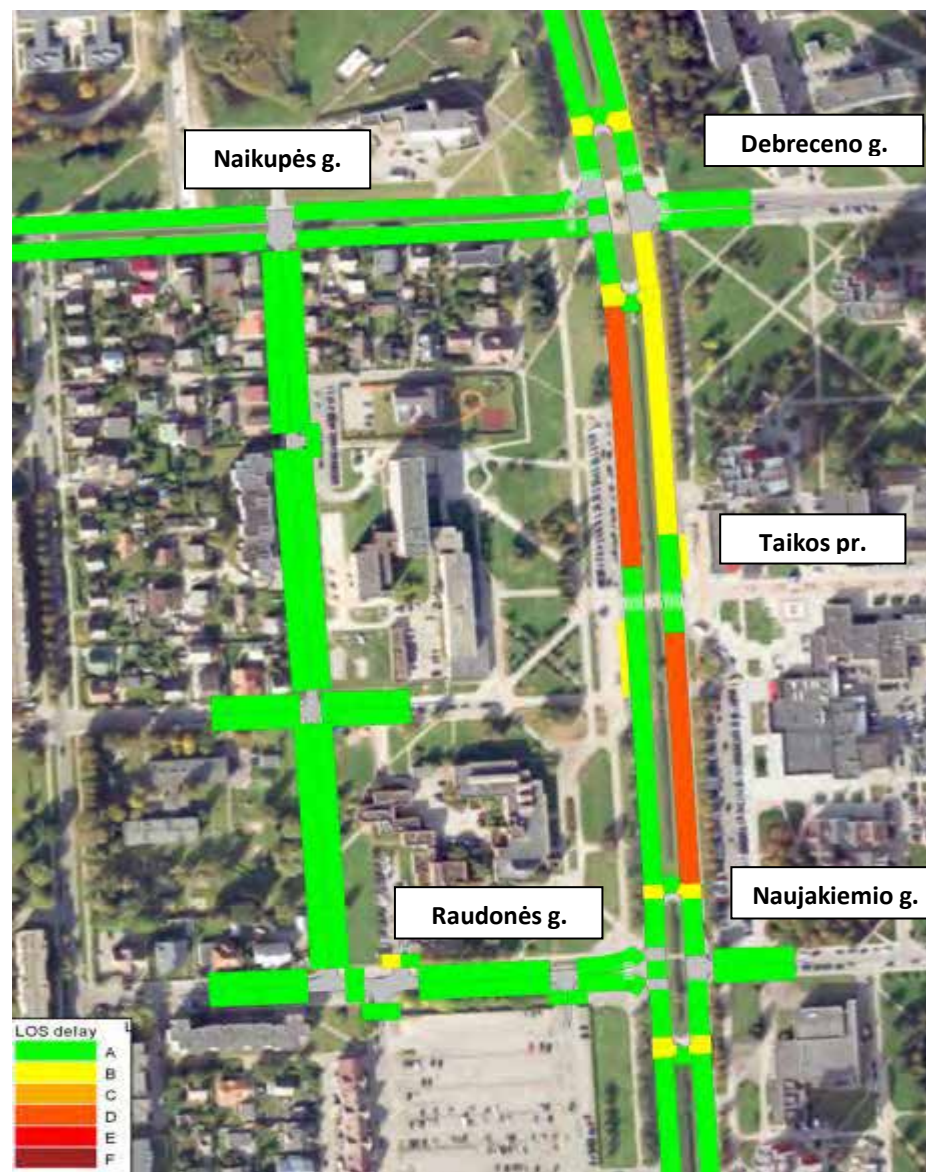 Naikupės g.
Debreceno g.
Taikos pr.
Raudonės g.
Naujakiemio g.
LOS delay
A
B
C
D
E
F